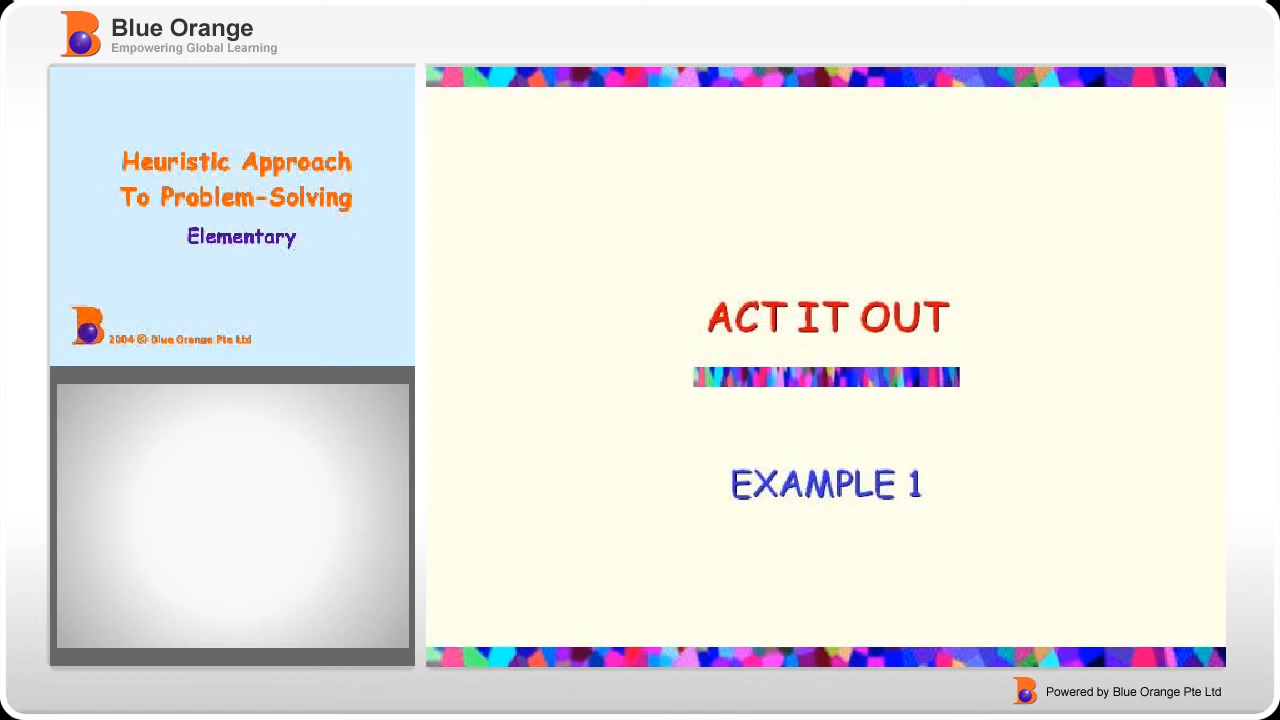 Blue Orange
Empowering Global Learning
Heuristic Approach
To Problem-Solving
Elementary
2004 © Blue Orange Pte Ltd
ACT IT OUT
EXAMPLE 1
Powered by Blue Orange Pte Ltd